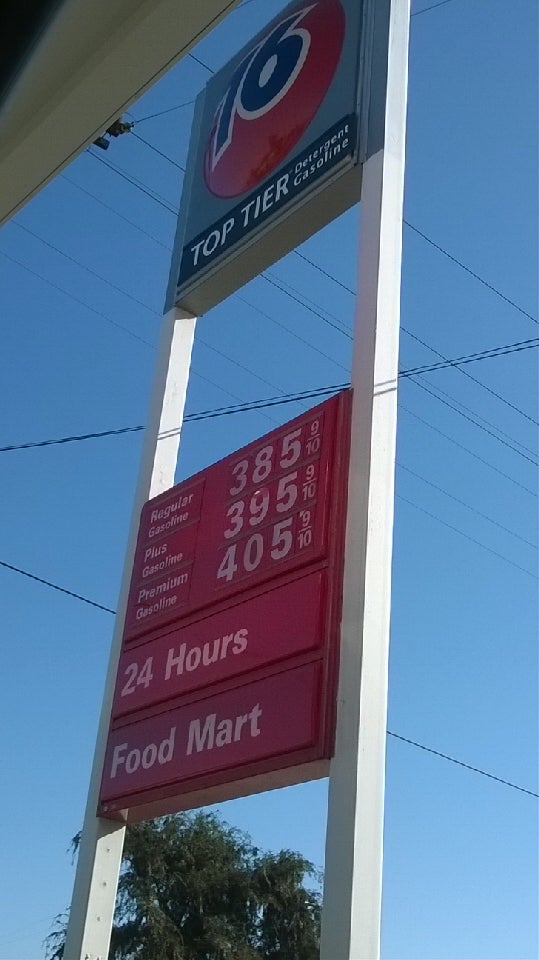 76
TOP TIER Detergent Gasoline
Regular Gasoline 385 9/10
Plus Gasoline 395 9/10
Premium Gasoline 405 9/10
24 Hours
Food Mart